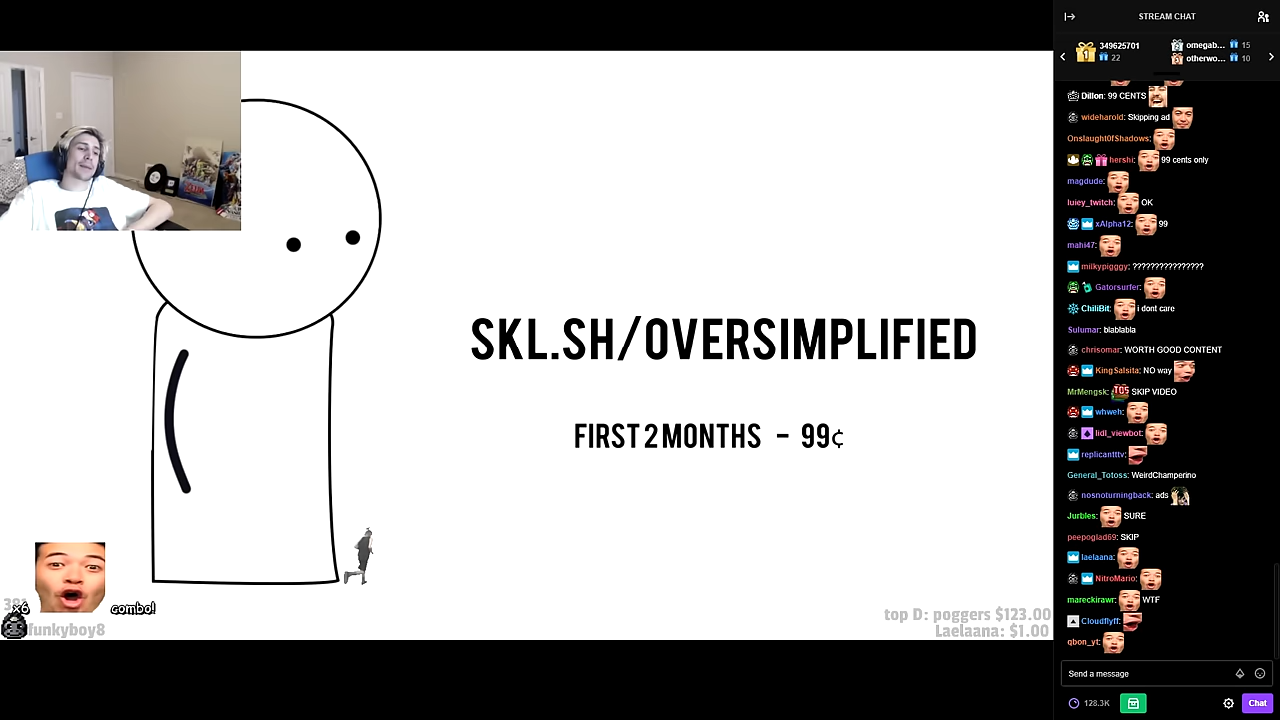 SKL.SH/OVERSIMPLIFIED
FIRST 2 MONTHS - 99¢
x6
combo!
funkyboy8
top D: poggers $123.00
Laelaana: $1.00
STREAM CHAT
349625701
22
omegab... 15
otherwo... 10
Dillon: 99 CENTS
wideharold: Skipping ad
Onslaught0fShadows:
hershi: 99 cents only
magdude:
luiey_twitch: OK
xAlpha12: 99
mahi47:
milkypigggy: ????????????????
Gatorsurfer:
ChiliBit: i dont care
Sulumar: blablabla
chrisomar: WORTH GOOD CONTENT
KingSalsita: NO way
MrMengsk: SKIP VIDEO
whweh:
lidl_viewbot:
replicantttv:
General_Totoss: WeirdChamperino
nosnoturningback: ads
Jurbles: SURE
peepoglad69: SKIP
laelaana:
NitroMario:
mareckirawr: WTF
Cloudflyff:
qbon_yt:
Send a message
128.3K
Chat